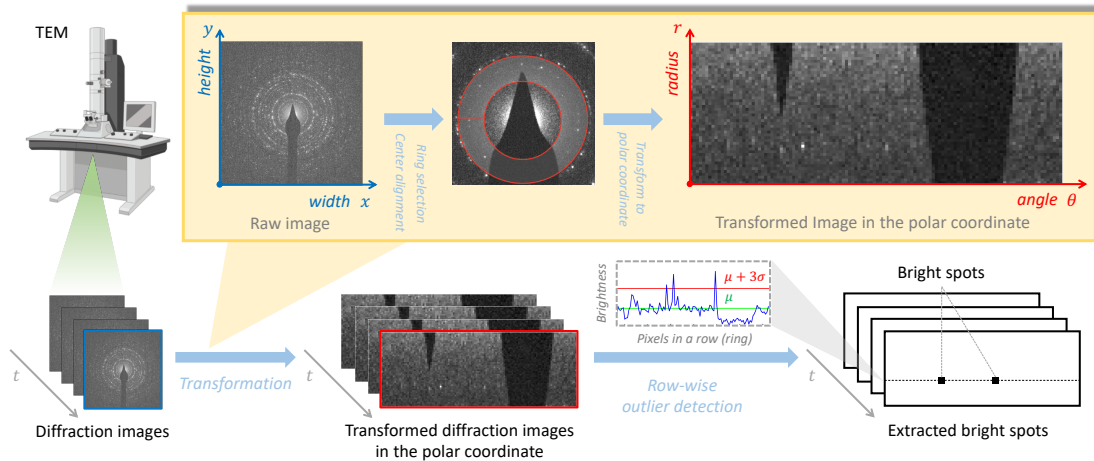 TEM
y
height
width x
Raw image
Ring selection
Center alignment
Transform to
polar coordinate
r
radius
angle θ
Transformed Image in the polar coordinate
Brightness
μ + 3σ
μ
Pixels in a row (ring)
Bright spots
t
Diffraction images
Transformation
t
Transformed diffraction images
in the polar coordinate
Row-wise
outlier detection
t
Extracted bright spots